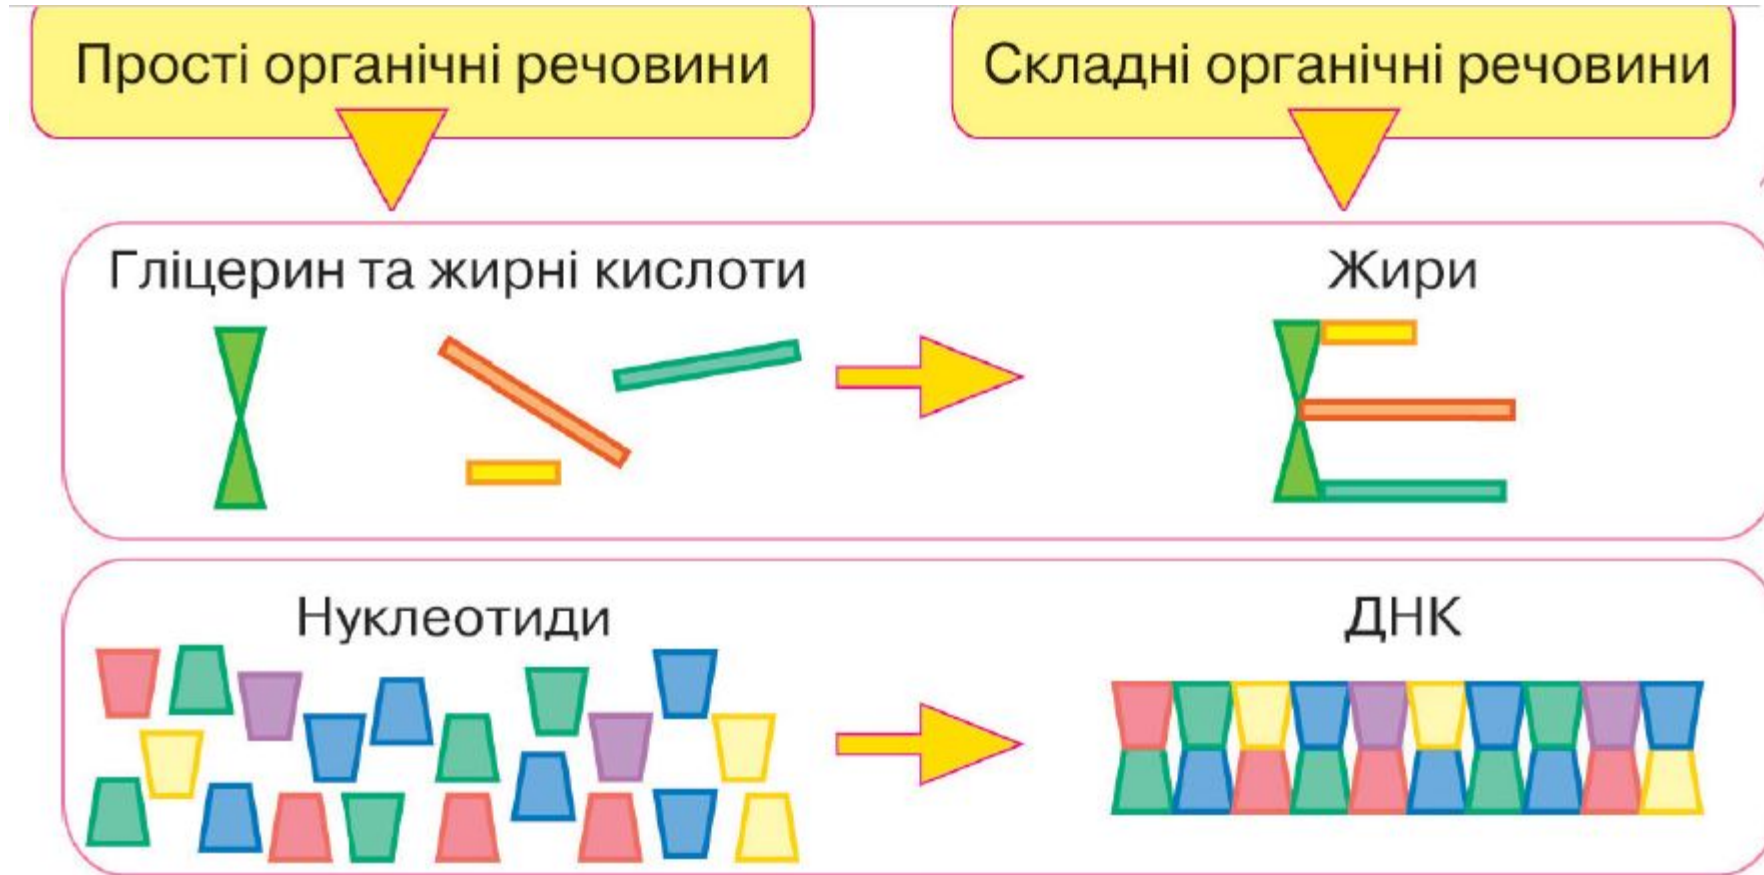 Прості органічні речовини
Складні органічні речовини
Гліцерин та жирні кислоти
Жири
Нуклеотиди
ДНК